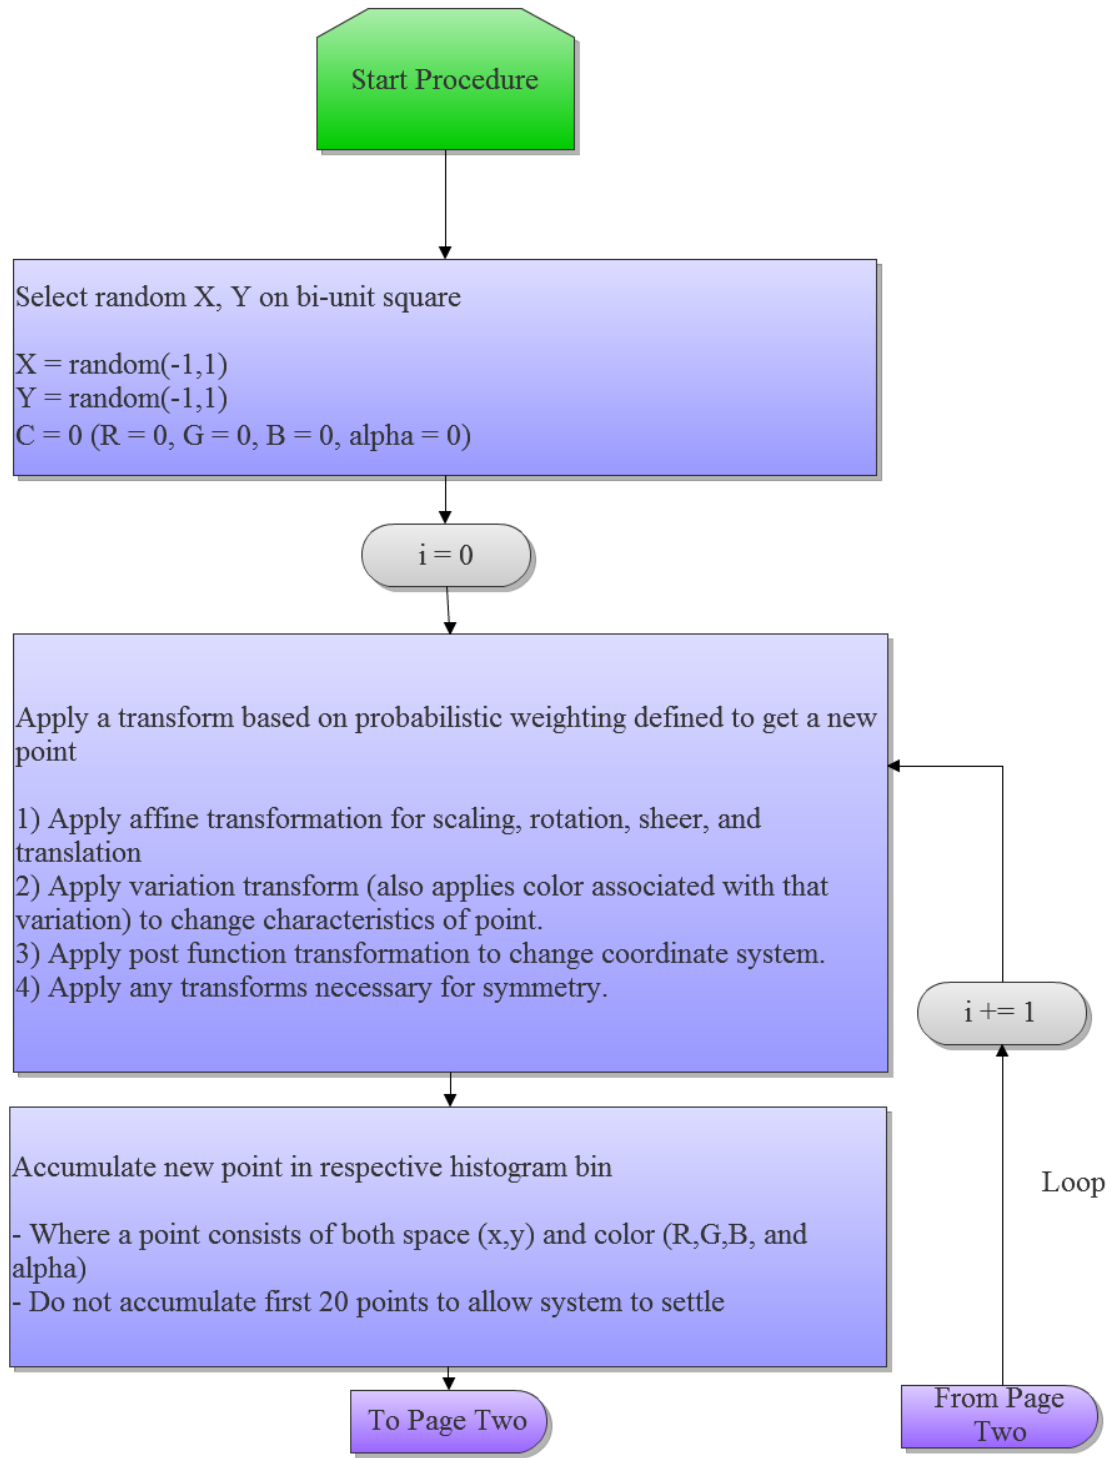 Start Procedure
Select random X, Y on bi-unit square
X = random(-1,1)
Y = random(-1,1)
C = 0 (R = 0, G = 0, B = 0, alpha = 0)
i = 0
Apply a transform based on probabilistic weighting defined to get a new
point
1) Apply affine transformation for scaling, rotation, sheer, and
translation
2) Apply variation transform (also applies color associated with that
variation) to change characteristics of point.
3) Apply post function transformation to change coordinate system.
4) Apply any transforms necessary for symmetry.
i += 1
Accumulate new point in respective histogram bin
- Where a point consists of both space (x,y) and color (R,G,B, and
alpha)
- Do not accumulate first 20 points to allow system to settle
Loop
To Page Two
From Page
Two